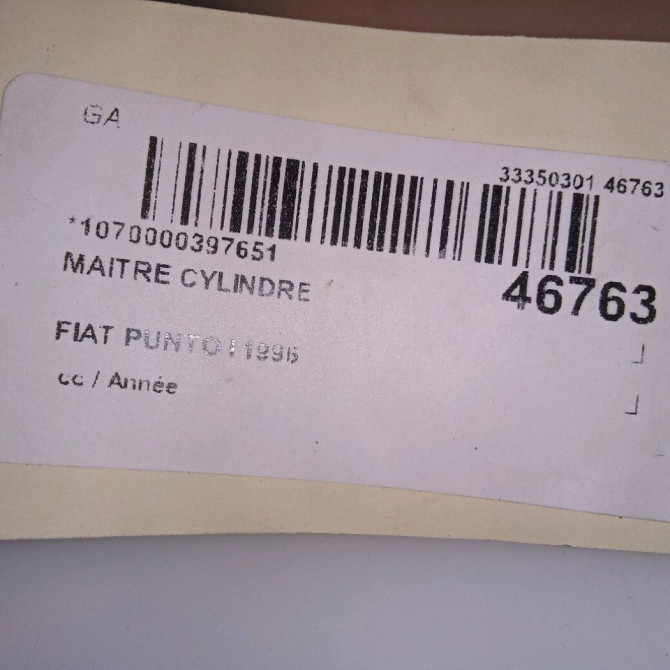 GA
33350301 46763
*1070000397651
MAITRE CYLINDRE
46763
FIAT PUNTO I 1996
cc / Année